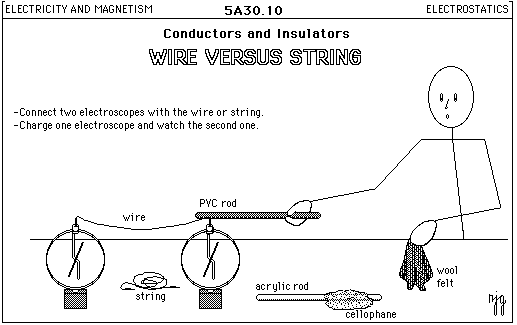 ELECTRICITY AND MAGNETISM
5A30.10
ELECTROSTATICS
Conductors and Insulators
WIRE VERSUS STRING
-Connect two electroscopes with the wire or string.
-Charge one electroscope and watch the second one.
PVC rod
wire
string
acrylic rod
cellophane
wool
felt
njg